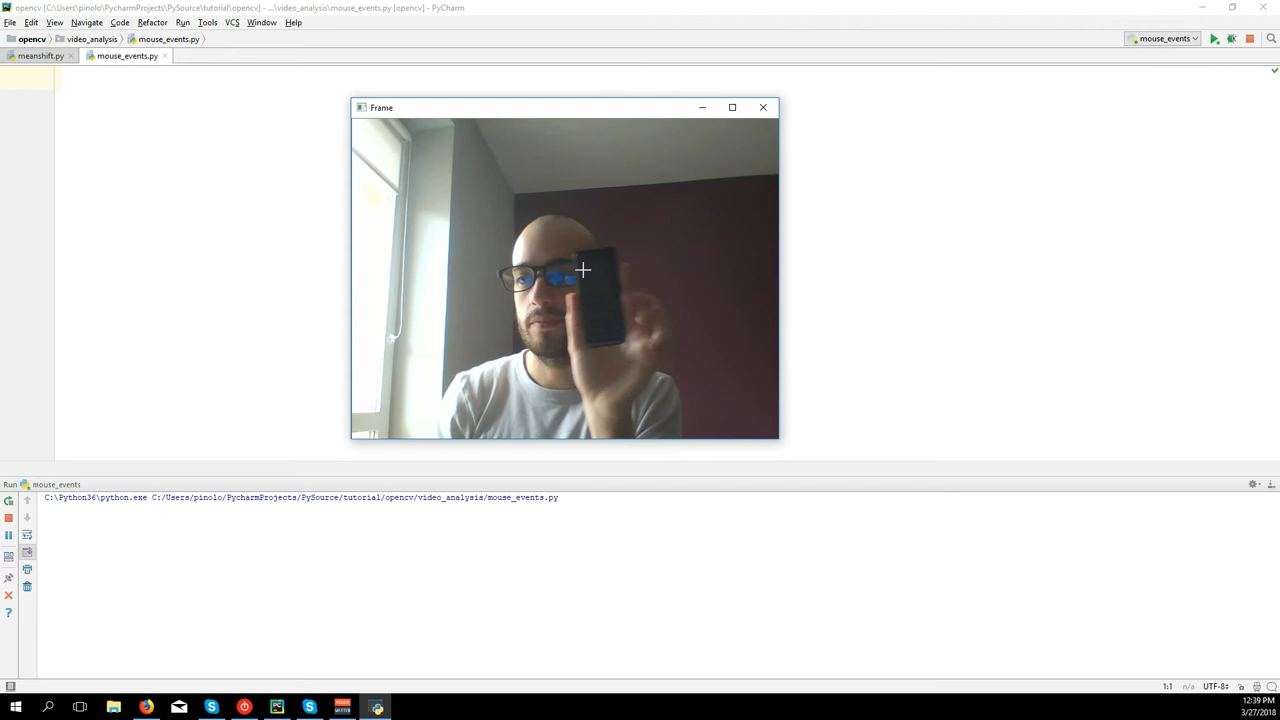 opencv [C:\Users\pinolo\PycharmProjects\PySource\tutorial\opencv] - ...\video_analysis\mouse_events.py [opencv] - PyCharm
File Edit View Navigate Code Refactor Run Tools VCS Window Help
opencv video_analysis mouse_events.py mouse_events
meanshift.py mouse_events.py
Frame
Run mouse_events
C:\Python36\python.exe C:/Users/pinolo/PycharmProjects/PySource/tutorial/opencv/video_analysis/mouse_events.py
1:1 n/a UTF-8
12:39 PM
3/27/2018